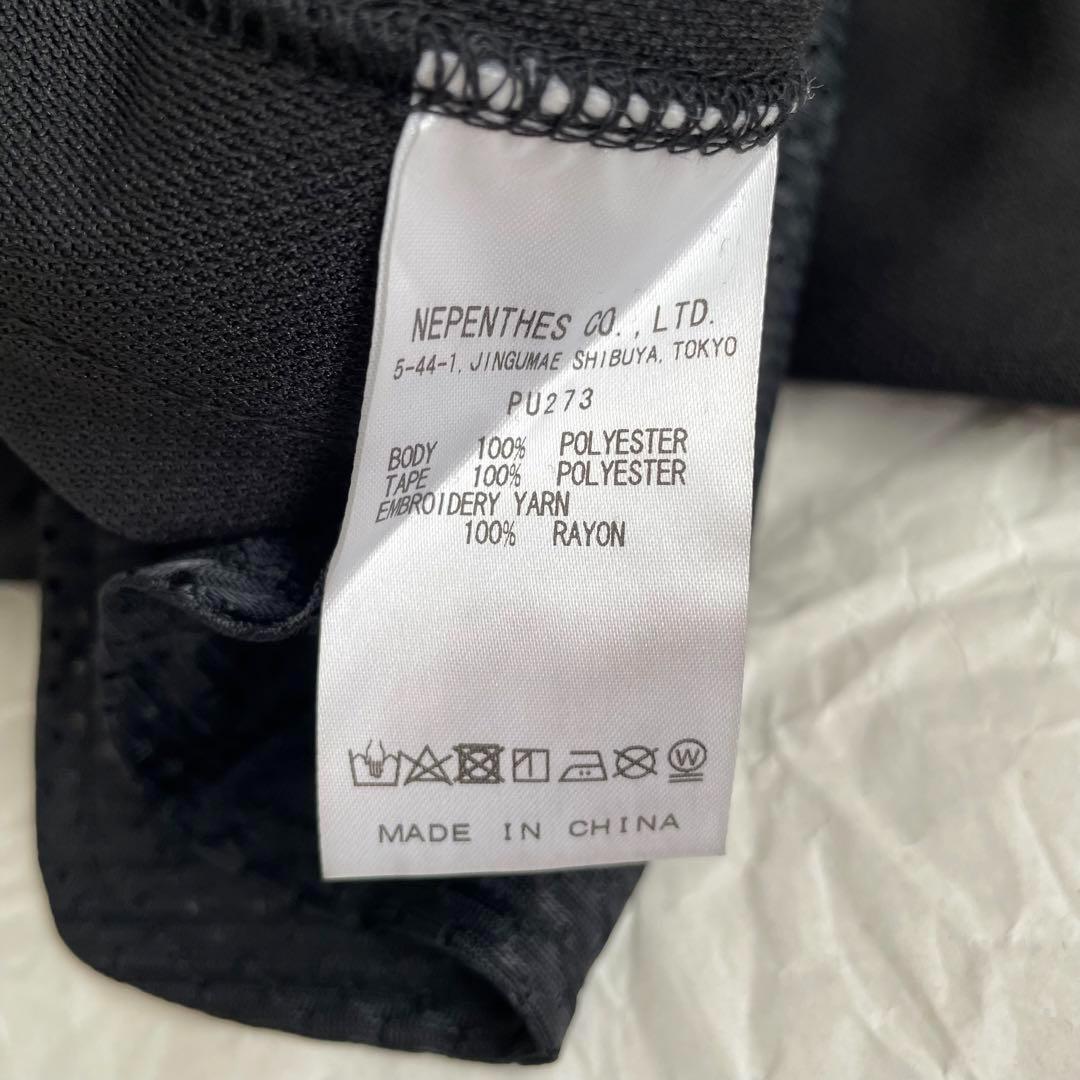 NEPENTHES CO., LTD.
5-44-1, JINGUMAE SHIBUYA, TOKYO
PU273
BODY 100% POLYESTER
TAPE 100% POLYESTER
EMBROIDERY YARN
100% RAYON
W
MADE IN CHINA